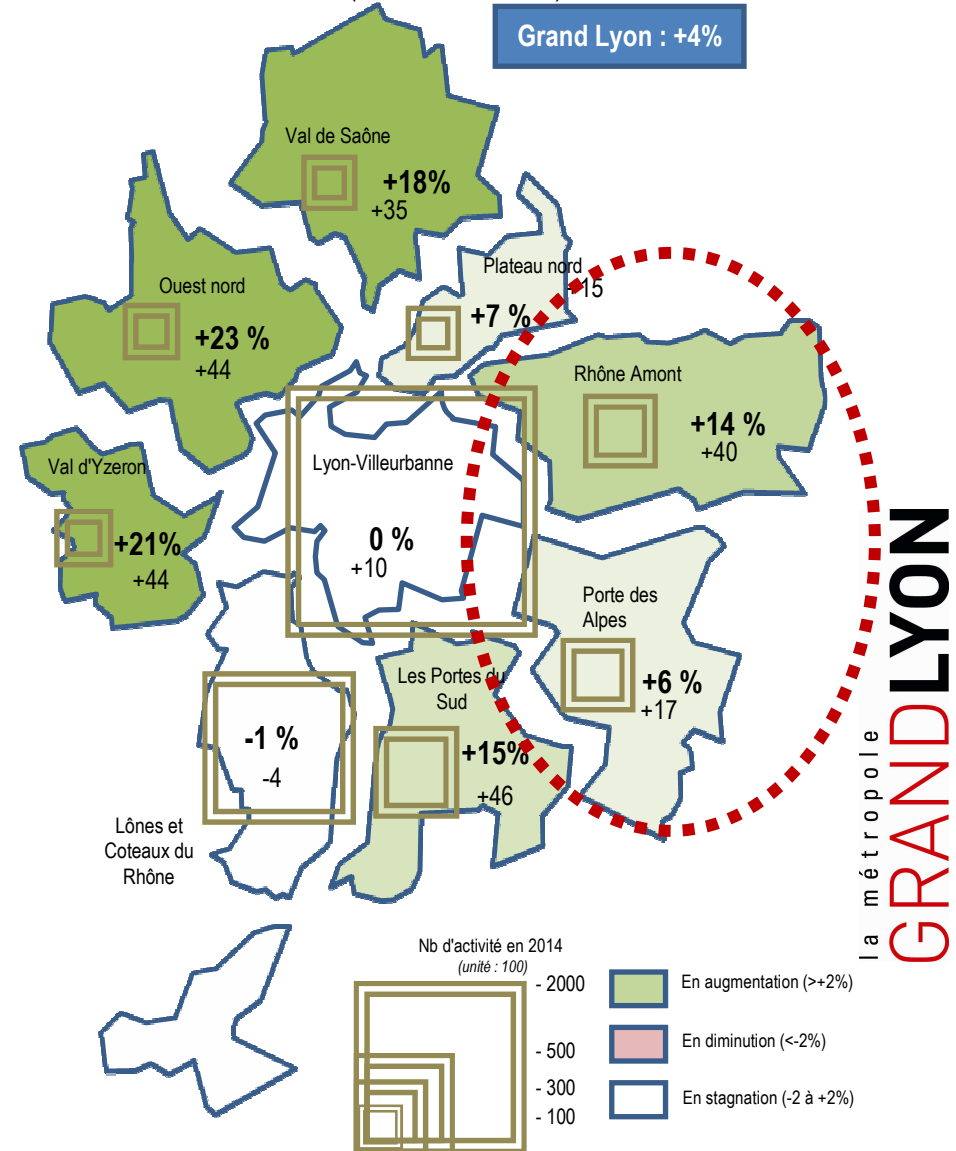 Grand Lyon : +4%
Val de Saône
+18%
+35
Plateau nord
+15
+7 %
Ouest nord
+23 %
+44
Rhône Amont
+14 %
+40
Val d'Yzeron
+21%
+44
Lyon-Villeurbanne
0 %
+10
Porte des
Alpes
+6 %
+17
Les Portes du
Sud
+15%
+46
-1 %
-4
Lônes et
Coteaux du
Rhône
la métropole
GRANDLYON
Nb d'activité en 2014
(unité : 100)
- 2000
- 500
- 300
- 100
En augmentation (>+2%)
En diminution (<-2%)
En stagnation (-2 à +2%)